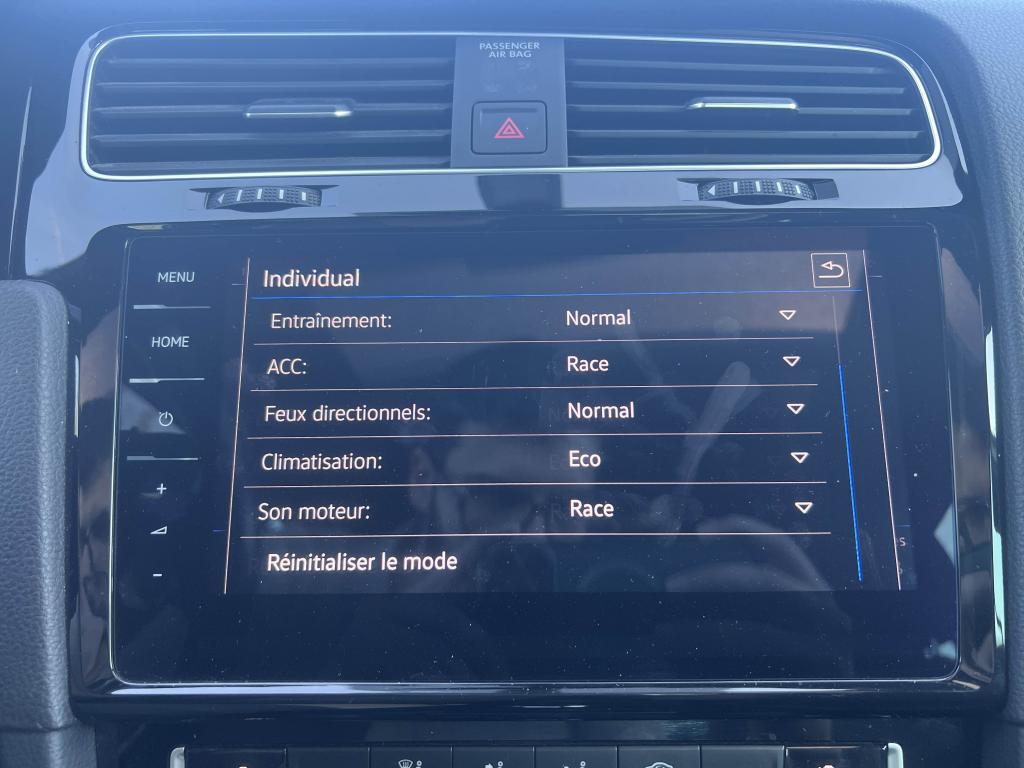 PASSENGER
AIR BAG
MENU
HOME
Individual
Entraînement: Normal
ACC: Race
Feux directionnels: Normal
Climatisation: Eco
Son moteur: Race
Réinitialiser le mode